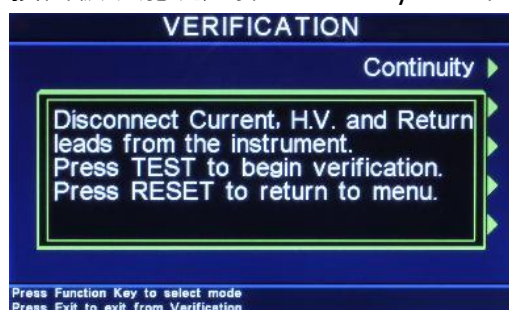 VERIFICATION
Continuity
Disconnect Current, H.V. and Return
leads from the instrument.
Press TEST to begin verification.
Press RESET to return to menu.
Press Function Key to select mode
Press Exit to exit from Verification